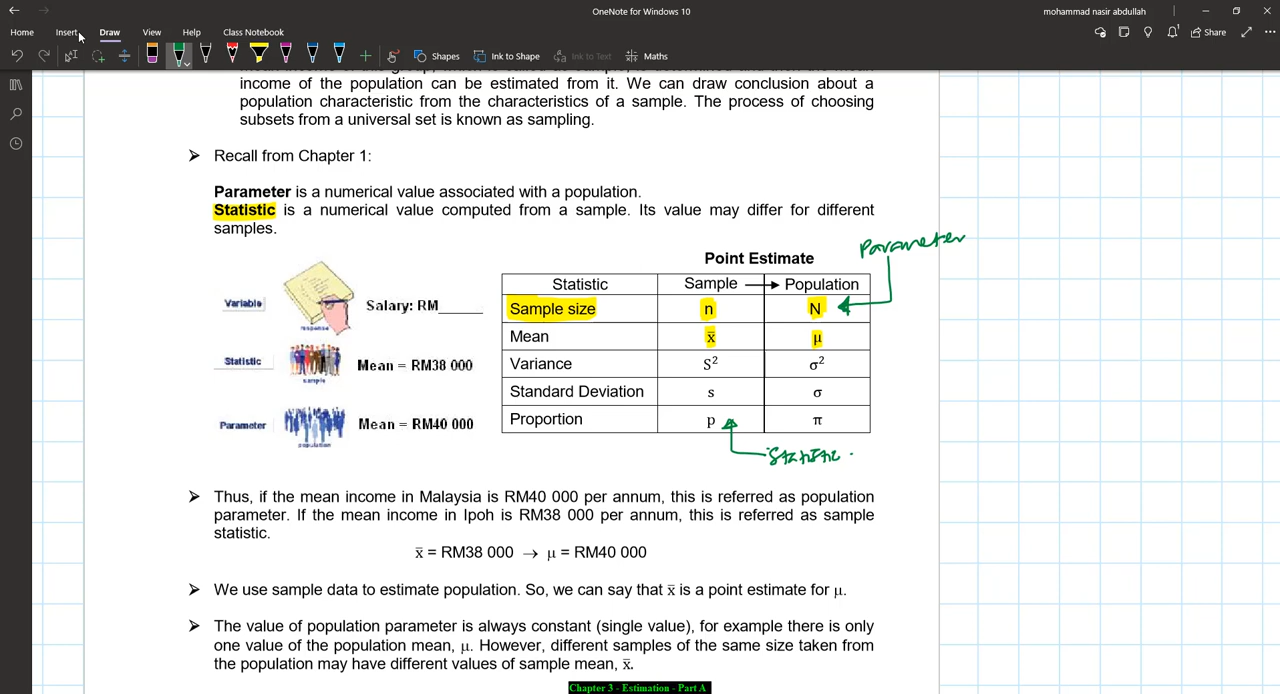 OneNote for Windows 10
mohammad nasir abdullah
Home Insert Draw View Help Class Notebook
Share
Shapes Ink to Shape Ink to Text Maths
income of the population can be estimated from it. We can draw conclusion about a
population characteristic from the characteristics of a sample. The process of choosing
subsets from a universal set is known as sampling.
➤ Recall from Chapter 1:
Parameter is a numerical value associated with a population.
Statistic is a numerical value computed from a sample. Its value may differ for different
samples.
Parameter
Point Estimate
Statistic Sample → Population
Sample size n N
Mean x̅ μ
Variance S² σ²
Standard Deviation s σ
Proportion p π
Statistic
Variable Salary: RM_____
response
Statistic Mean = RM38 000
sample
Parameter Mean = RM40 000
population
➤ Thus, if the mean income in Malaysia is RM40 000 per annum, this is referred as population
parameter. If the mean income in Ipoh is RM38 000 per annum, this is referred as sample
statistic.
x̅ = RM38 000 → μ = RM40 000
➤ We use sample data to estimate population. So, we can say that x̅ is a point estimate for μ.
➤ The value of population parameter is always constant (single value), for example there is only
one value of the population mean, μ. However, different samples of the same size taken from
the population may have different values of sample mean, x̅.
Chapter 3 - Estimation - Part A